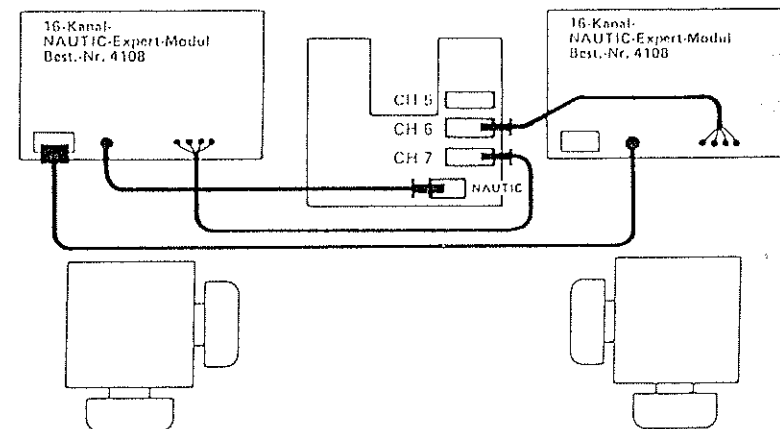 16-Kanal-
NAUTIC-Expert-Modul
Best.-Nr. 4108
CH 5
CH 6
CH 7
NAUTIC
16-Kanal-
NAUTIC-Expert-Modul
Best.-Nr. 4108